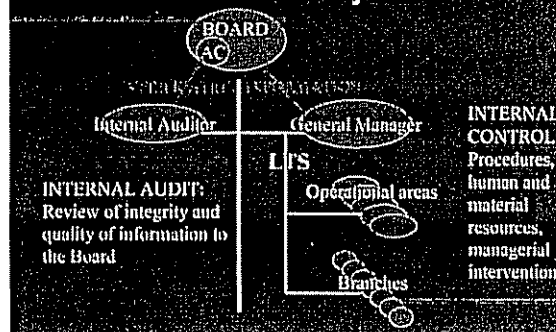 BOARD
AC
Internal Auditor
General Manager
LTS
INTERNAL AUDIT:
Review of integrity and
quality of information to
the Board
Operational areas
Branches
INTERNAL
CONTROL
Procedures,
human and
material
resources,
managerial
intervention